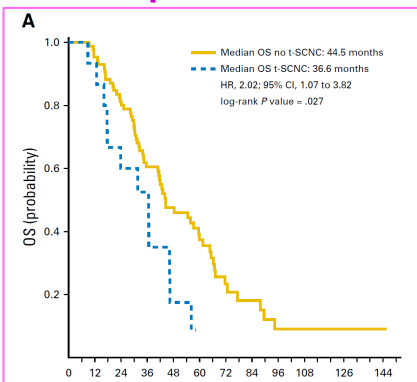 A
1.0
Median OS no t-SCNC: 44.5 months
Median OS t-SCNC: 36.6 months
HR, 2.02; 95% CI, 1.07 to 3.82
log-rank P value = .027
0.8
0.6
0.4
0.2
OS (probability)
0 12 24 36 48 60 72 84 96 108 120 144